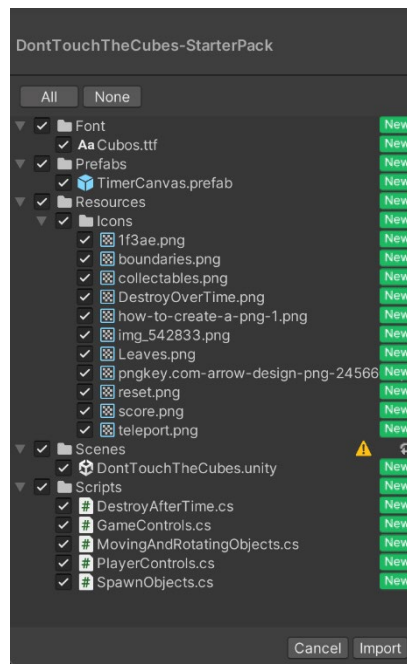 DontTouchTheCubes-StarterPack
All None
Font New
Aa Cubos.ttf New
Prefabs New
TimerCanvas.prefab New
Resources New
Icons New
1f3ae.png New
boundaries.png New
collectables.png New
DestroyOverTime.png New
how-to-create-a-png-1.png New
img_542833.png New
Leaves.png New
pngkey.com-arrow-design-png-24566 New
reset.png New
score.png New
teleport.png New
Scenes
DontTouchTheCubes.unity New
Scripts New
# DestroyAfterTime.cs New
# GameControls.cs New
# MovingAndRotatingObjects.cs New
# PlayerControls.cs New
# SpawnObjects.cs New
Cancel Import